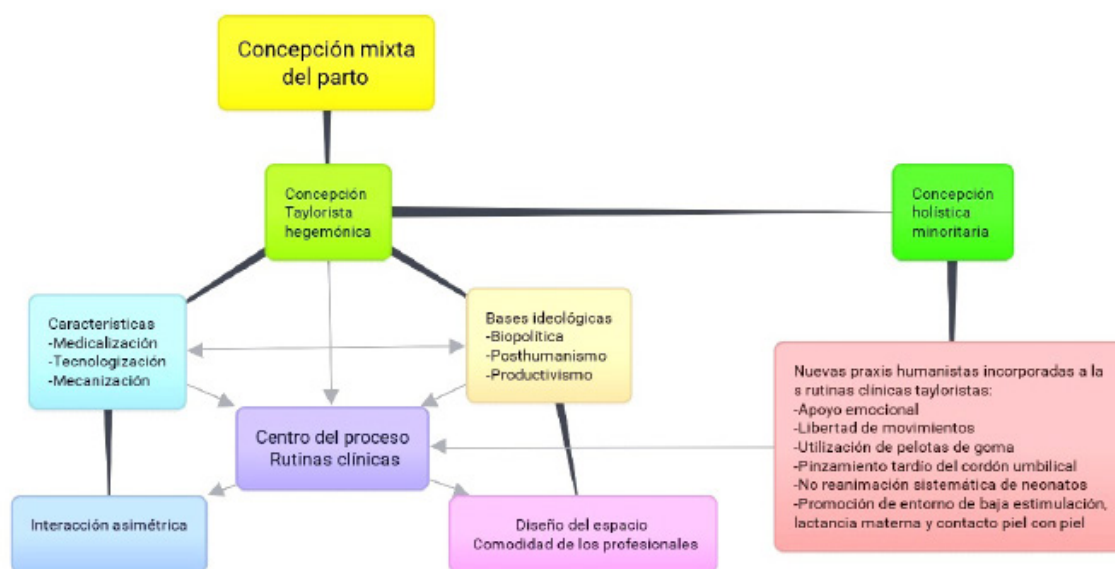 Concepción mixta
del parto
Concepción
Taylorista
hegemónica
Concepción
holística
minoritaria
Características
-Medicalización
-Tecnologización
-Mecanización
Bases ideológicas
-Biopolítica
-Posthumanismo
-Productivismo
Centro del proceso
Rutinas clínicas
Nuevas praxis humanistas incorporadas a la
s rutinas clínicas tayloristas:
-Apoyo emocional
-Libertad de movimientos
-Utilización de pelotas de goma
-Pinzamiento tardío del cordón umbilical
-No reanimación sistemática de neonatos
-Promoción de entorno de baja estimulación,
lactancia materna y contacto piel con piel
Interacción asimétrica
Diseño del espacio
Comodidad de los profesionales